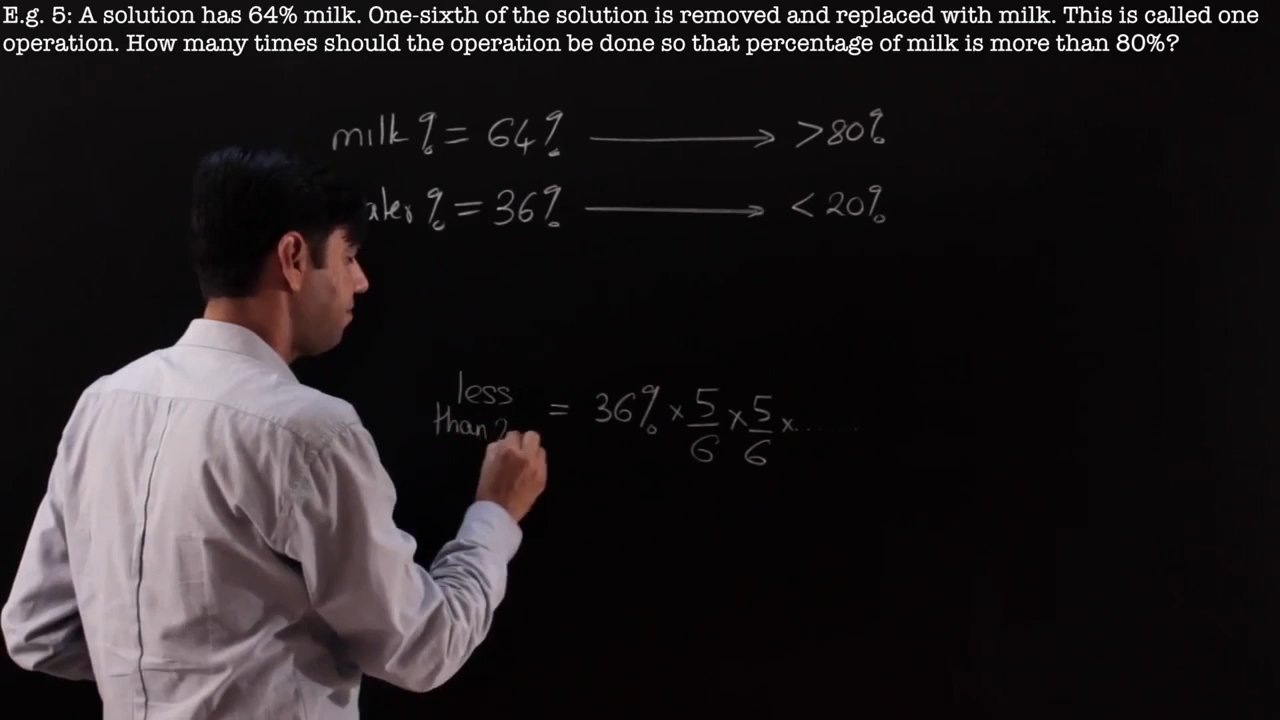 E.g. 5: A solution has 64% milk. One-sixth of the solution is removed and replaced with milk. This is called one
operation. How many times should the operation be done so that percentage of milk is more than 80%?
milk % = 64% ⟶ >80%
% = 36% ⟶ < 20%
less
than
= 36% × 5/6 × 5/6 × ......